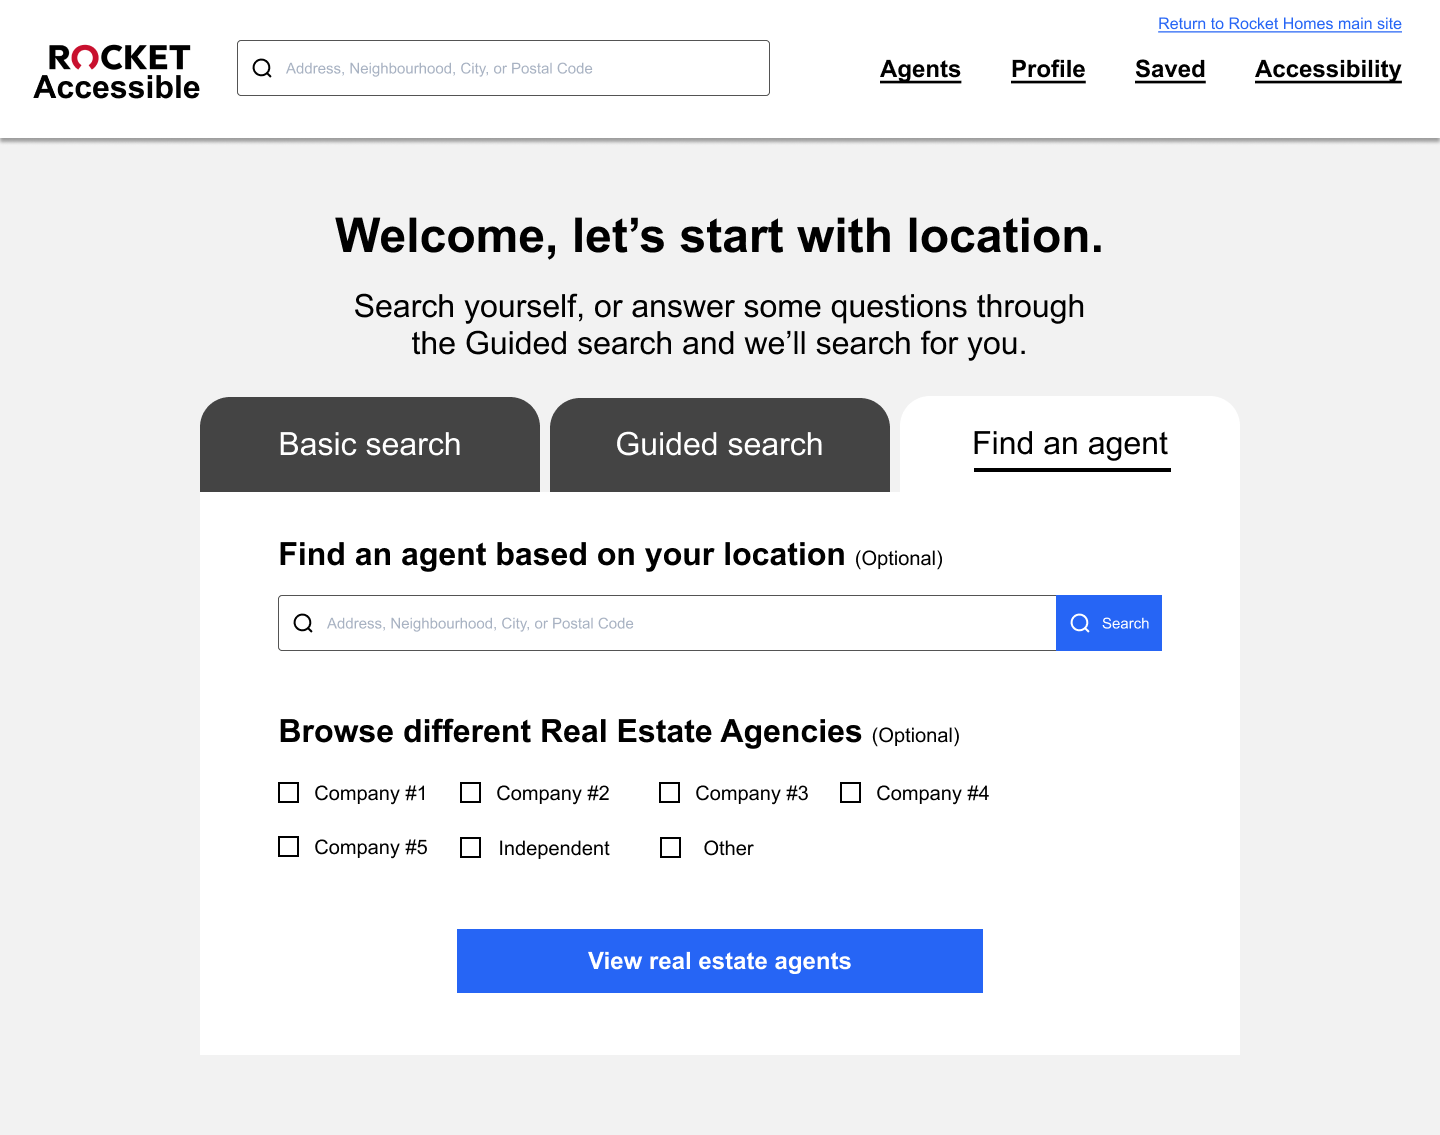 Return to Rocket Homes main site
ROCKET
Accessible
Address, Neighbourhood, City, or Postal Code
Agents
Profile
Saved
Accessibility
Welcome, let’s start with location.
Search yourself, or answer some questions through
the Guided search and we’ll search for you.
Basic search
Guided search
Find an agent
Find an agent based on your location (Optional)
Address, Neighbourhood, City, or Postal Code
Search
Browse different Real Estate Agencies (Optional)
Company #1
Company #2
Company #3
Company #4
Company #5
Independent
Other
View real estate agents